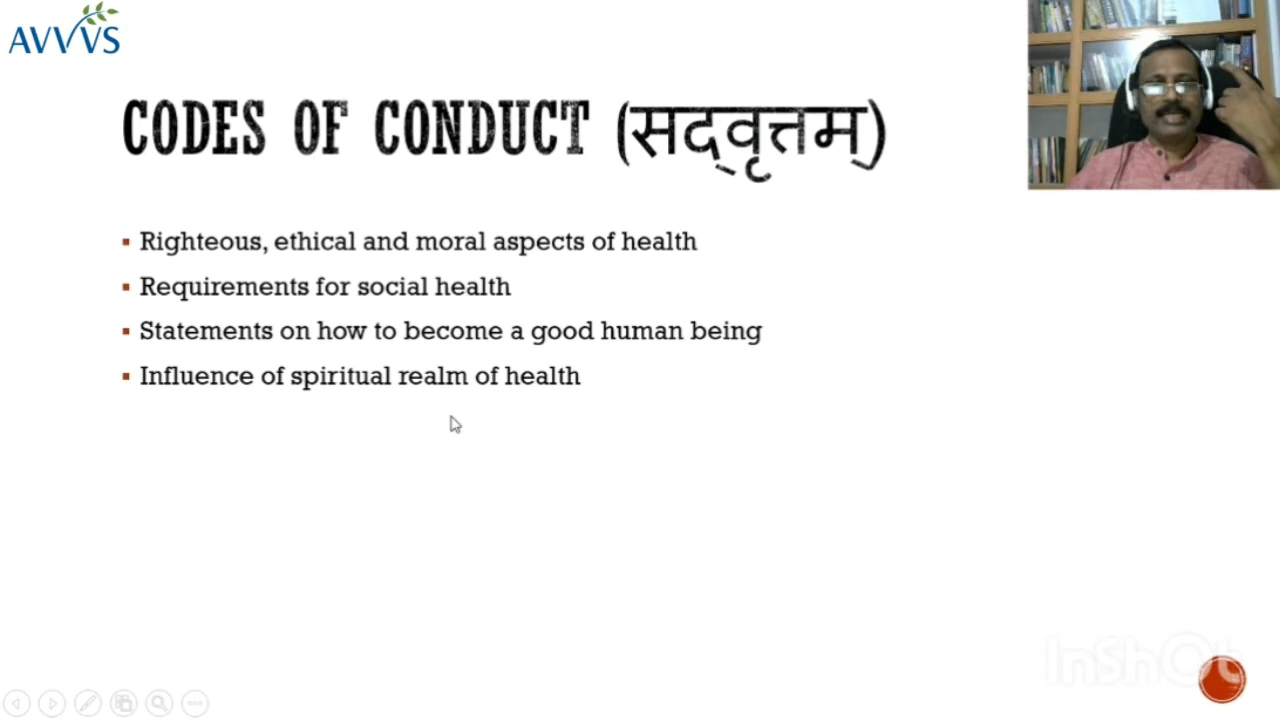 AVVVS
CODES OF CONDUCT (सद्‌वृत्तम्)
▪ Righteous, ethical and moral aspects of health
▪ Requirements for social health
▪ Statements on how to become a good human being
▪ Influence of spiritual realm of health
InShOt